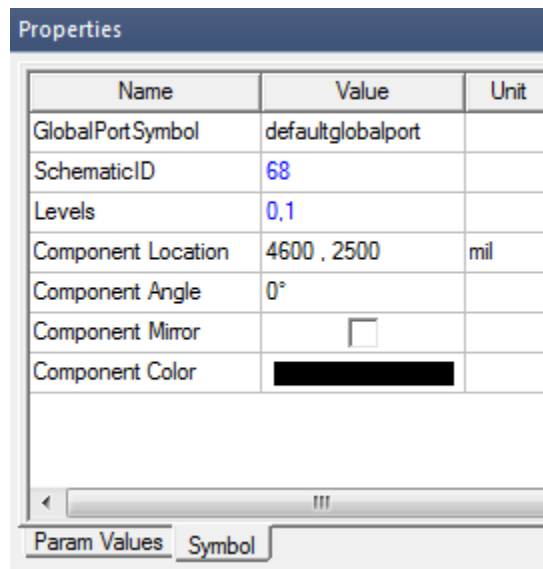 Properties
Name Value Unit
GlobalPortSymbol defaultglobalport
SchematicID 68
Levels 0,1
Component Location 4600 , 2500 mil
Component Angle 0°
Component Mirror
Component Color
Param Values Symbol